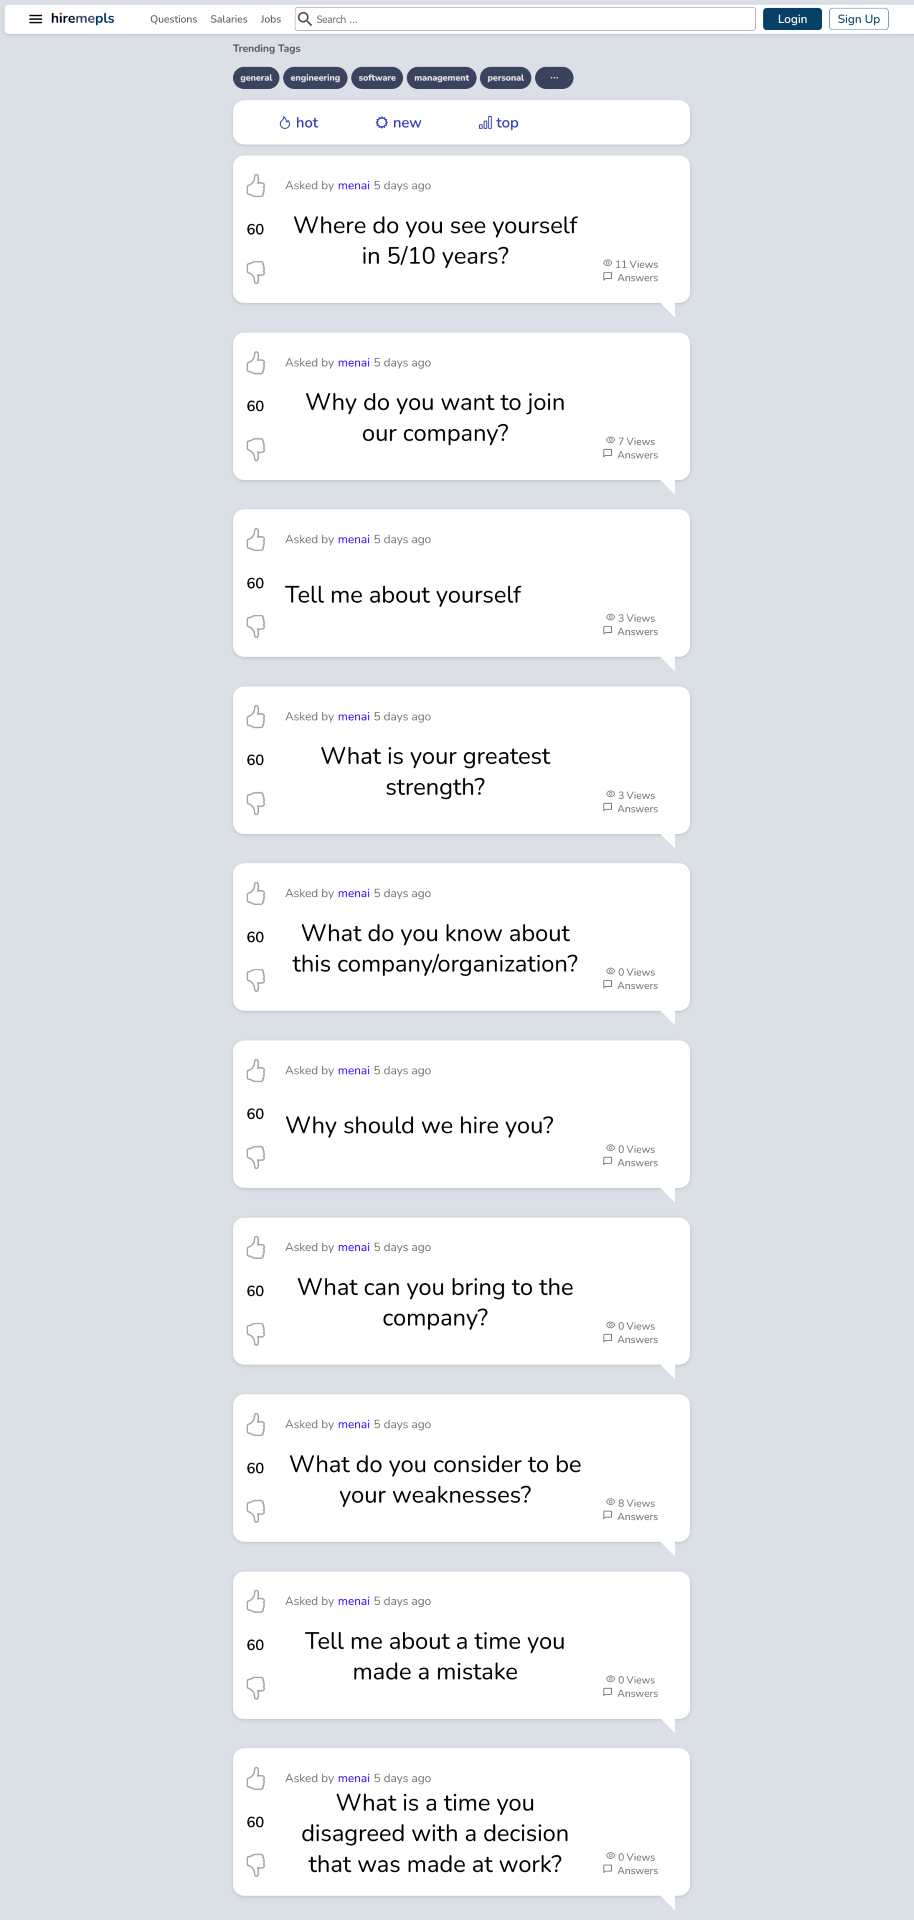 hiremepls Questions Salaries Jobs Search ... Login Sign Up
Trending Tags
general engineering software management personal ...
hot new top
Asked by menai 5 days ago
60
Where do you see yourself
in 5/10 years?
11 Views
Answers
Asked by menai 5 days ago
60
Why do you want to join
our company?
7 Views
Answers
Asked by menai 5 days ago
60
Tell me about yourself
3 Views
Answers
Asked by menai 5 days ago
60
What is your greatest
strength?
3 Views
Answers
Asked by menai 5 days ago
60
What do you know about
this company/organization?
0 Views
Answers
Asked by menai 5 days ago
60
Why should we hire you?
0 Views
Answers
Asked by menai 5 days ago
60
What can you bring to the
company?
0 Views
Answers
Asked by menai 5 days ago
60
What do you consider to be
your weaknesses?
8 Views
Answers
Asked by menai 5 days ago
60
Tell me about a time you
made a mistake
0 Views
Answers
Asked by menai 5 days ago
60
What is a time you
disagreed with a decision
that was made at work?
0 Views
Answers